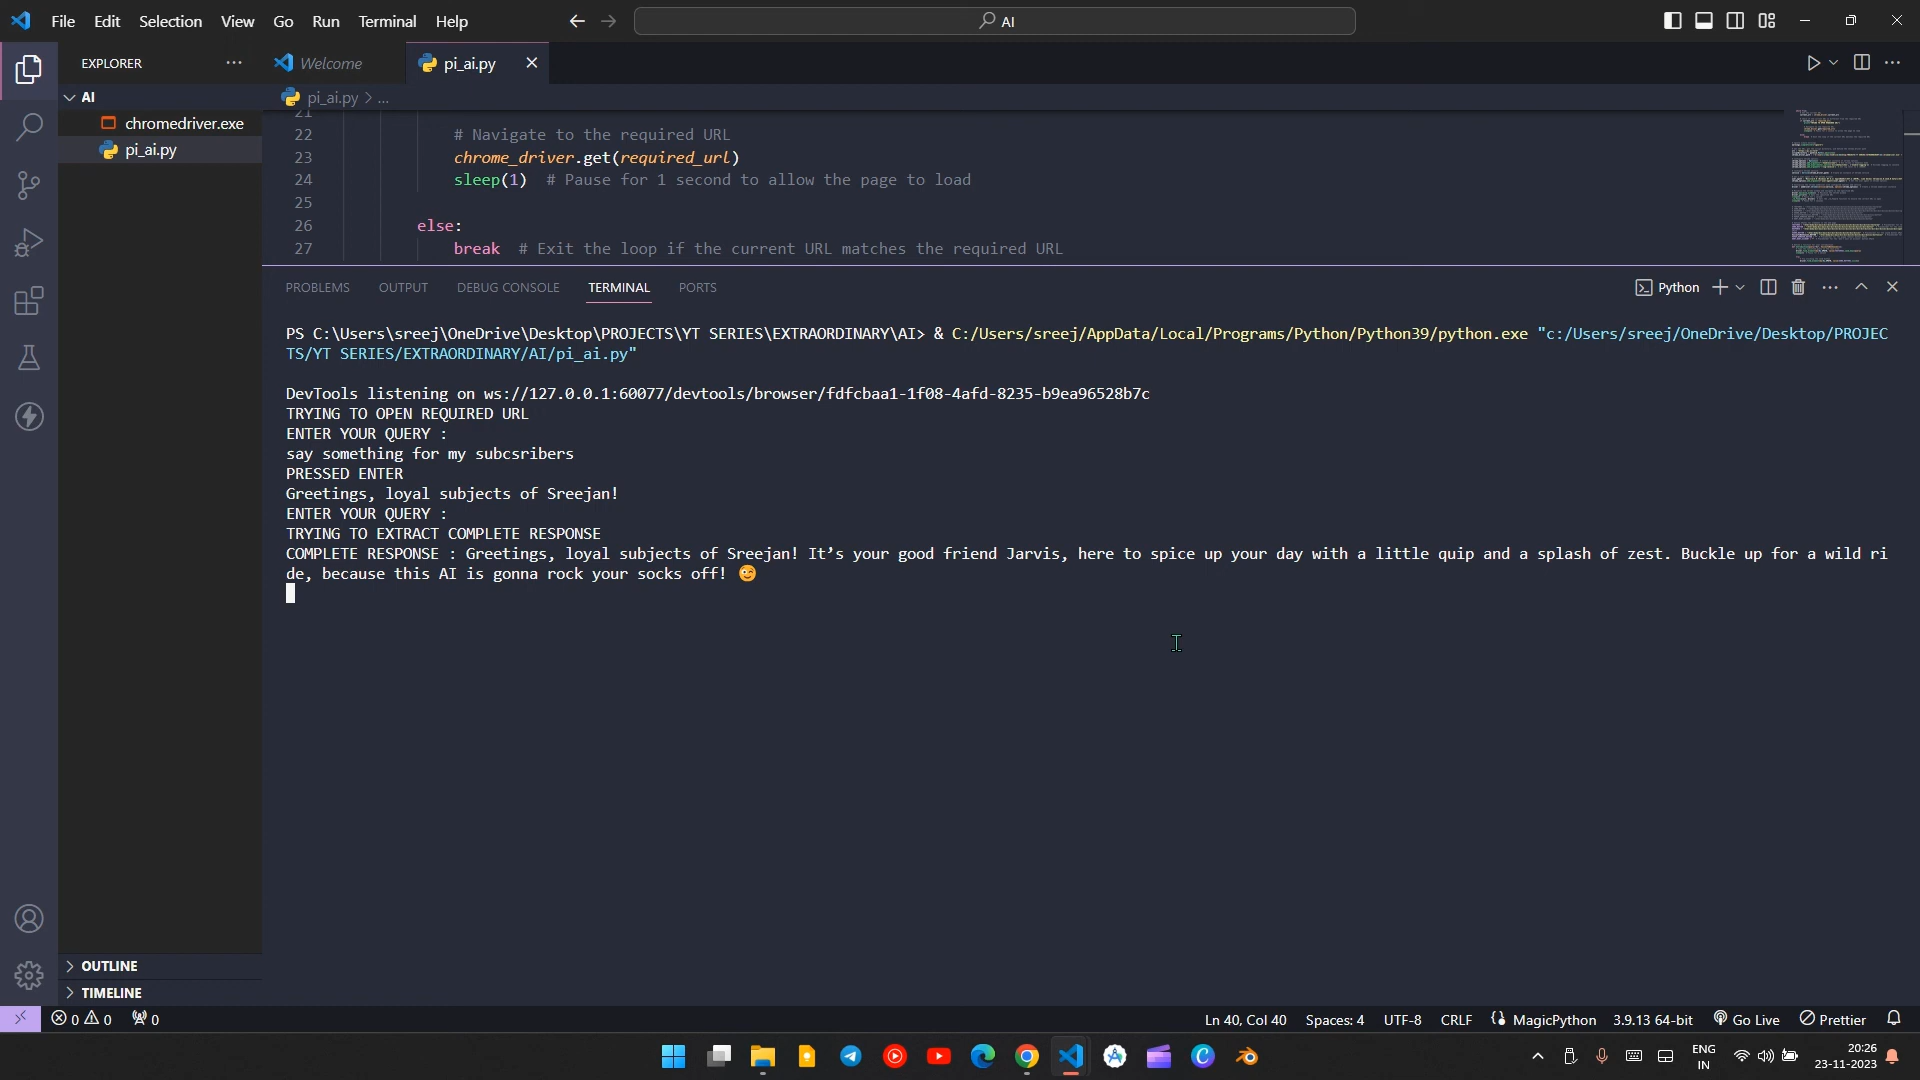 File Edit Selection View Go Run Terminal Help
AI
EXPLORER
Welcome
pi_ai.py
AI
pi_ai.py > ...
chromedriver.exe
pi_ai.py
21
22 # Navigate to the required URL
23 chrome_driver.get(required_url)
24 sleep(1) # Pause for 1 second to allow the page to load
25
26 else:
27 break # Exit the loop if the current URL matches the required URL
PROBLEMS OUTPUT DEBUG CONSOLE TERMINAL PORTS
Python
PS C:\Users\sreej\OneDrive\Desktop\PROJECTS\YT SERIES\EXTRAORDINARY\AI> & C:/Users/sreej/AppData/Local/Programs/Python/Python39/python.exe "c:/Users/sreej/OneDrive/Desktop/PROJEC
TS/YT SERIES/EXTRAORDINARY/AI/pi_ai.py"
DevTools listening on ws://127.0.0.1:60077/devtools/browser/fdfcbaa1-1f08-4afd-8235-b9ea96528b7c
TRYING TO OPEN REQUIRED URL
ENTER YOUR QUERY :
say something for my subcsribers
PRESSED ENTER
Greetings, loyal subjects of Sreejan!
ENTER YOUR QUERY :
TRYING TO EXTRACT COMPLETE RESPONSE
COMPLETE RESPONSE : Greetings, loyal subjects of Sreejan! It’s your good friend Jarvis, here to spice up your day with a little quip and a splash of zest. Buckle up for a wild ri
de, because this AI is gonna rock your socks off! 😉
OUTLINE
TIMELINE
0 0 0
Ln 40, Col 40 Spaces: 4 UTF-8 CRLF MagicPython 3.9.13 64-bit Go Live Prettier
ENG
IN
20:26
23-11-2023